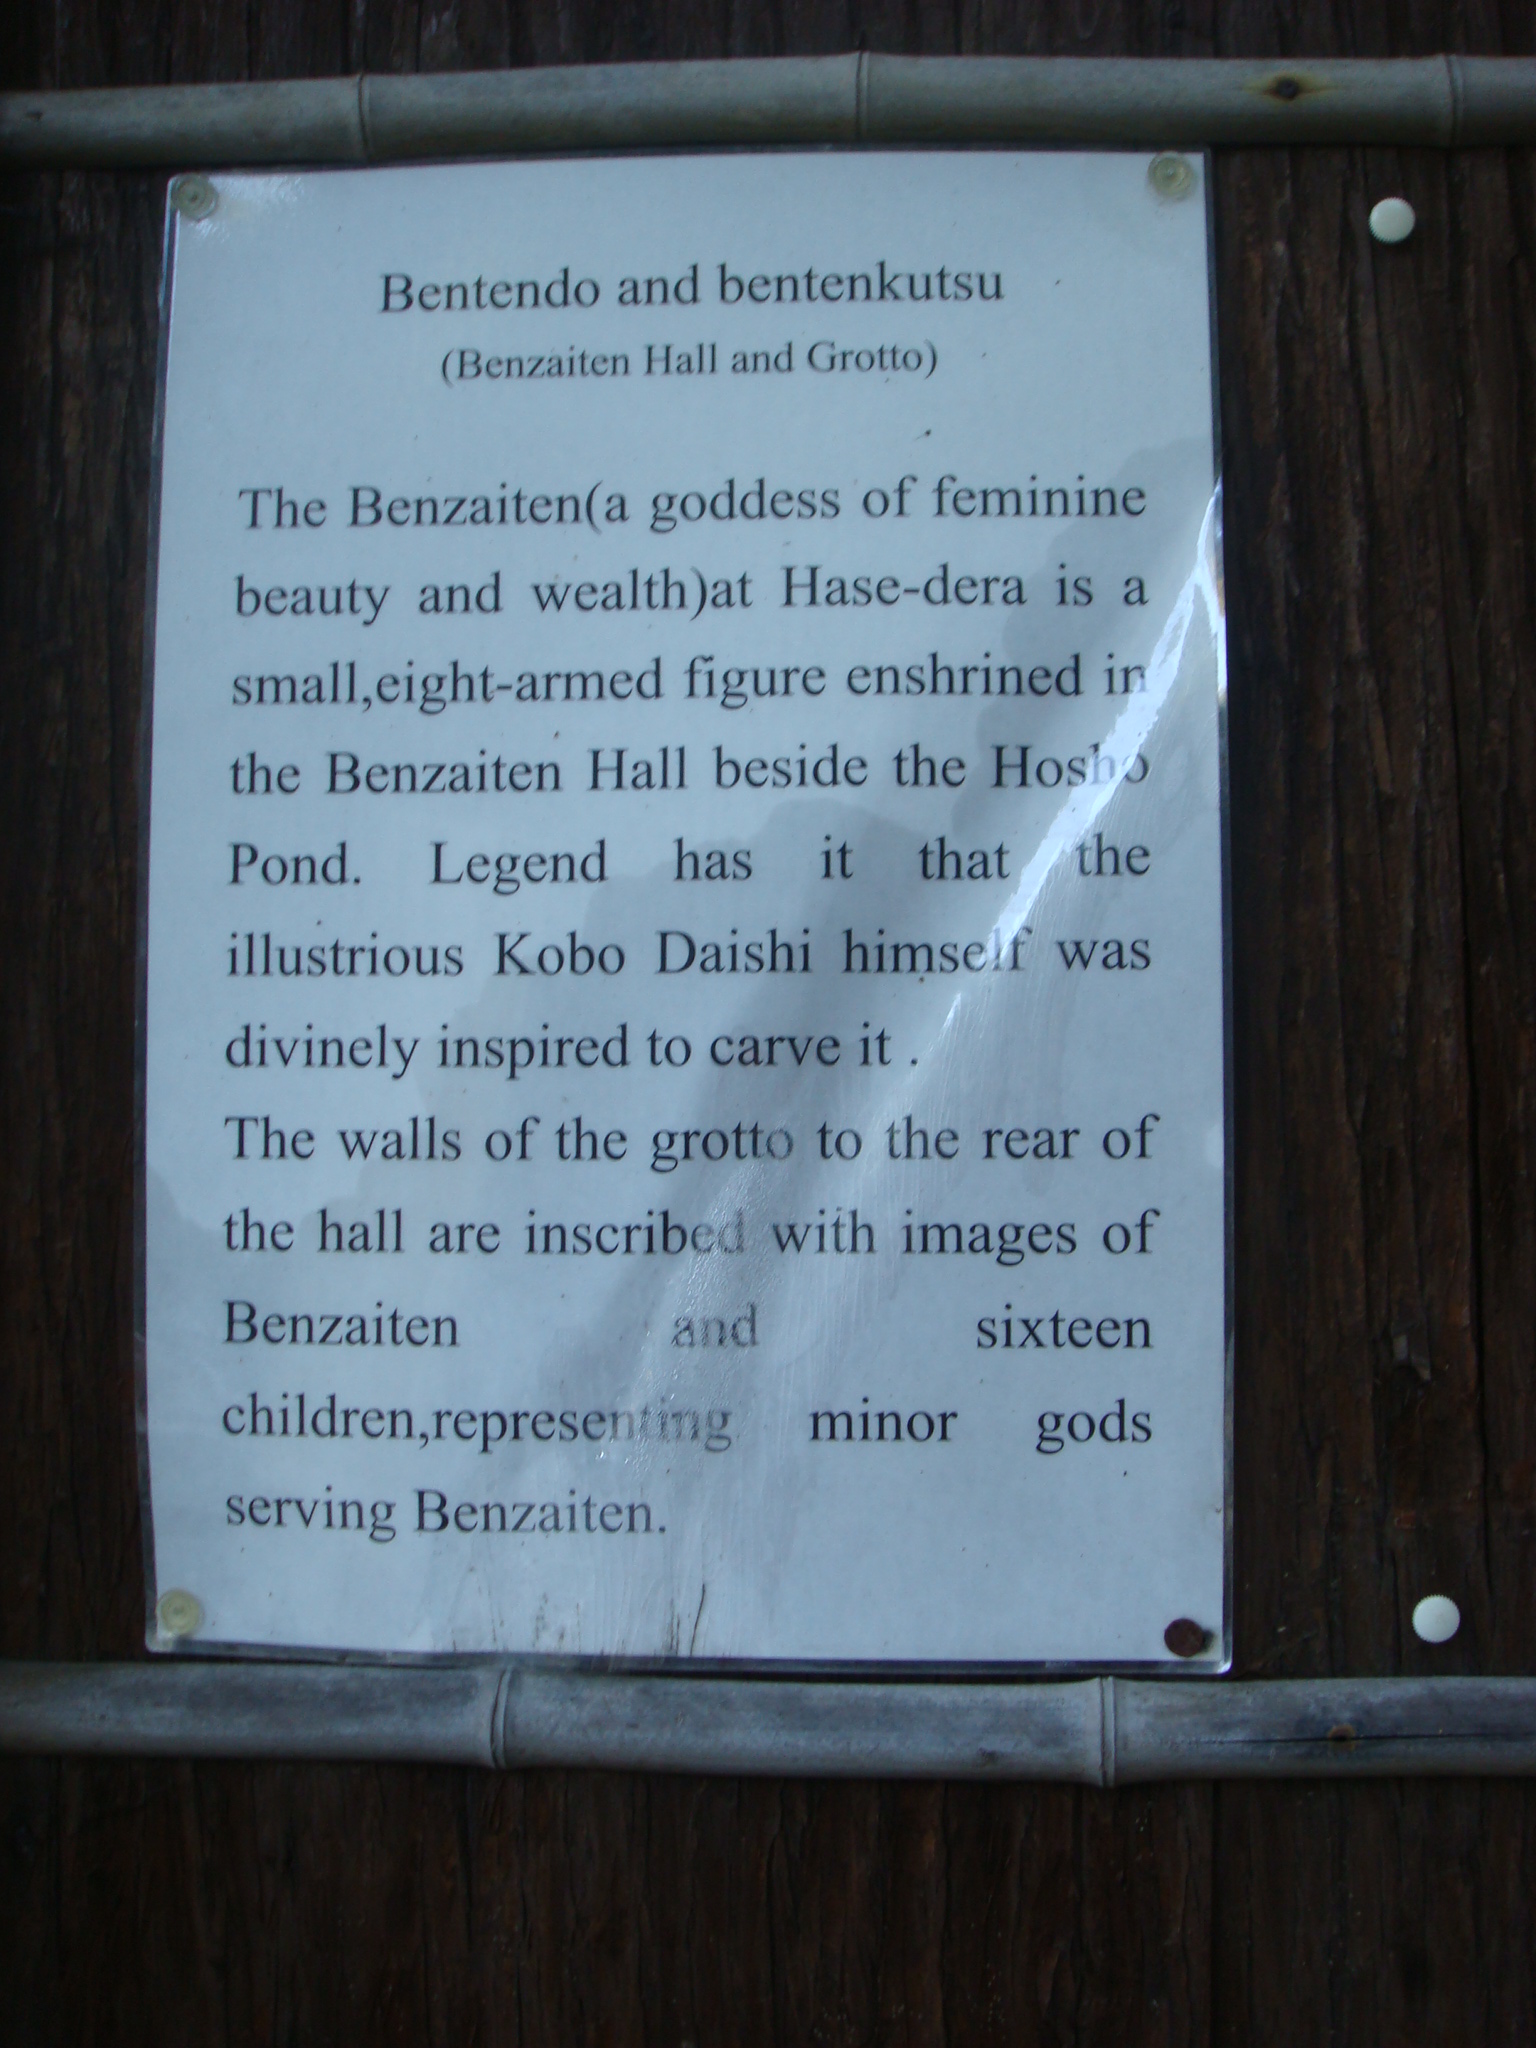 Bentendo and bentenkutsu
(Benzaiten Hall and Grotto)
The Benzaiten(a goddess of feminine
beauty and wealth)at Hase-dera is a
small,eight-armed figure enshrined in
the Benzaiten Hall beside the Hosho
Pond. Legend has it that the
illustrious Kobo Daishi himself was
divinely inspired to carve it .
The walls of the grotto to the rear of
the hall are inscribed with images of
Benzaiten and sixteen
children,representing minor gods
serving Benzaiten.